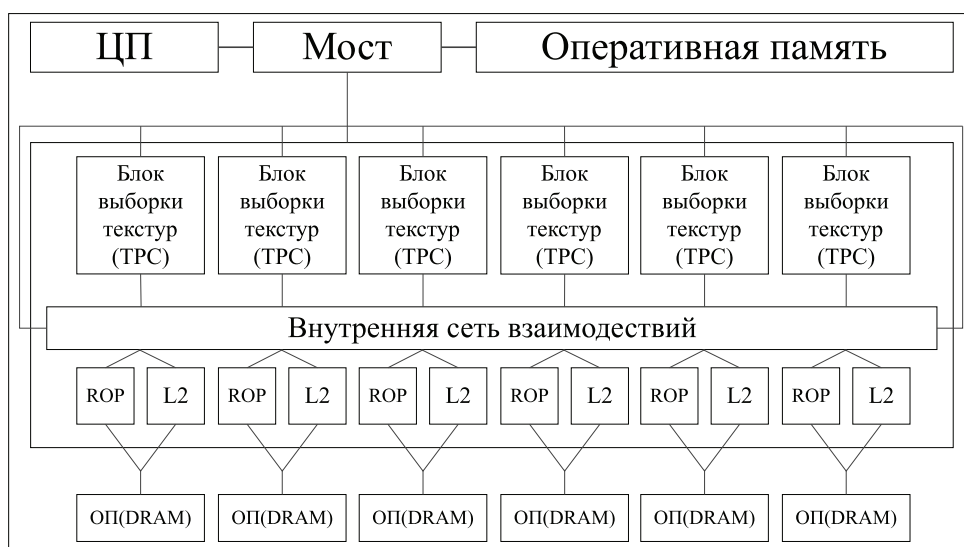 ЦП Мост Оперативная память
Блок Блок Блок Блок Блок Блок
выборки выборки выборки выборки выборки выборки
текстур текстур текстур текстур текстур текстур
(TPC) (TPC) (TPC) (TPC) (TPC) (TPC)
Внутренняя сеть взаимодествий
ROP L2 ROP L2 ROP L2 ROP L2 ROP L2 ROP L2
ОП(DRAM) ОП(DRAM) ОП(DRAM) ОП(DRAM) ОП(DRAM) ОП(DRAM)